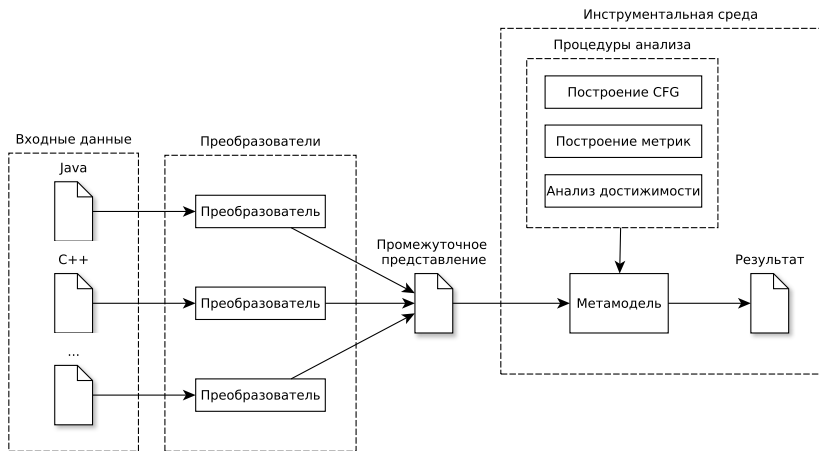 Инструментальная среда
Процедуры анализа
Построение CFG
Построение метрик
Анализ достижимости
Входные данные
Преобразователи
Java
Преобразователь
Промежуточное
представление
C++
Преобразователь
Метамодель
Результат
...
Преобразователь